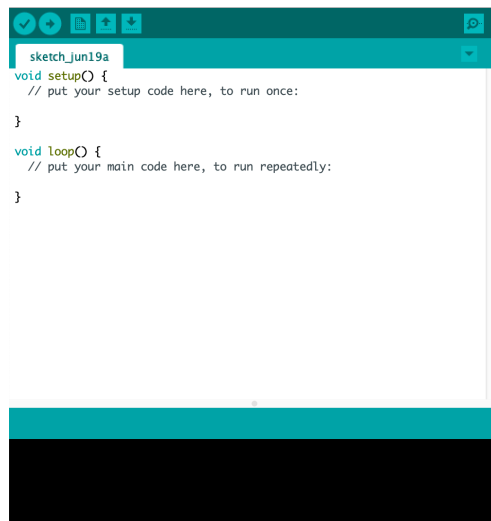 sketch_jun19a
void setup() {
  // put your setup code here, to run once:
}
void loop() {
  // put your main code here, to run repeatedly:
}